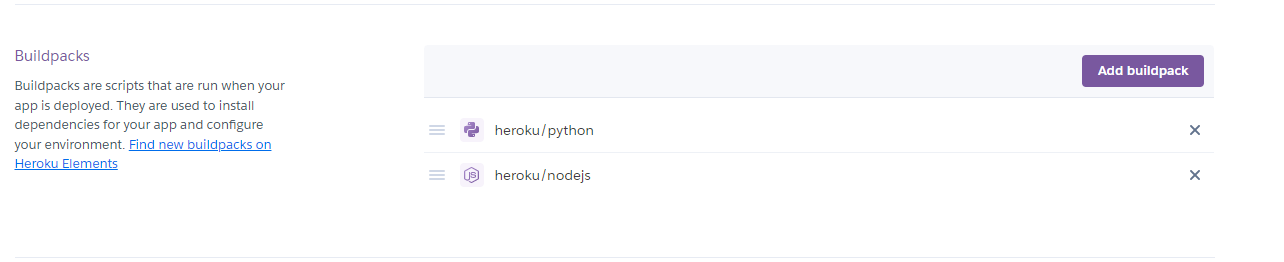 Buildpacks
Buildpacks are scripts that are run when your
app is deployed. They are used to install
dependencies for your app and configure
your environment. Find new buildpacks on
Heroku Elements
Add buildpack
heroku/python
heroku/nodejs